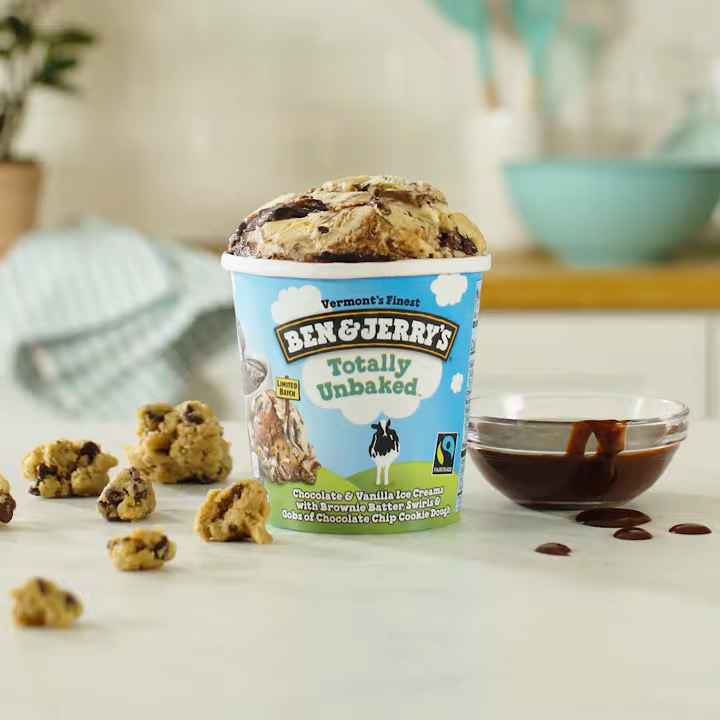 Vermont's Finest
BEN & JERRY'S
Totally
Unbaked
LIMITED
BATCH
FAIRTRADE
Chocolate & Vanilla Ice Creams
with Brownie Batter Swirls &
Gobs of Chocolate Chip Cookie Dough